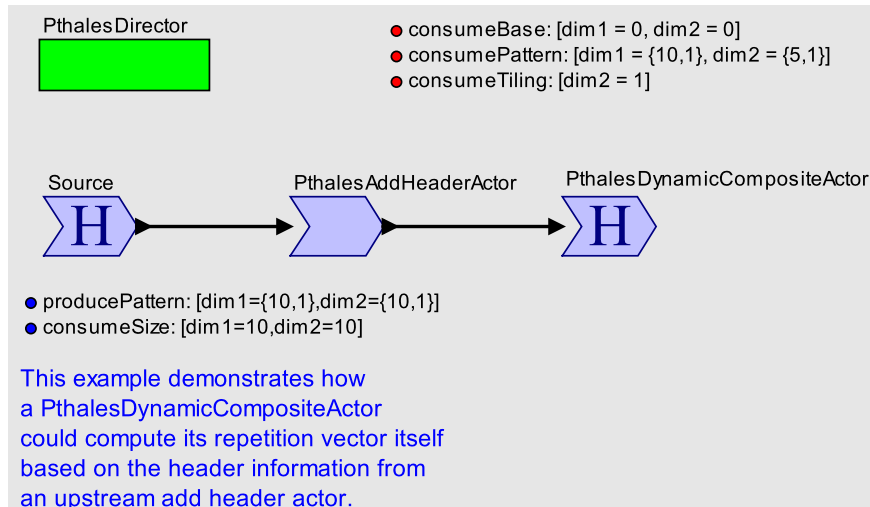 PthalesDirector
consumeBase: [dim1 = 0, dim2 = 0]
consumePattern: [dim1 = {10,1}, dim2 = {5,1}]
consumeTiling: [dim2 = 1]
Source
PthalesAddHeaderActor
PthalesDynamicCompositeActor
H
H
producePattern: [dim1={10,1},dim2={10,1}]
consumeSize: [dim1=10,dim2=10]
This example demonstrates how
a PthalesDynamicCompositeActor
could compute its repetition vector itself
based on the header information from
an upstream add header actor.